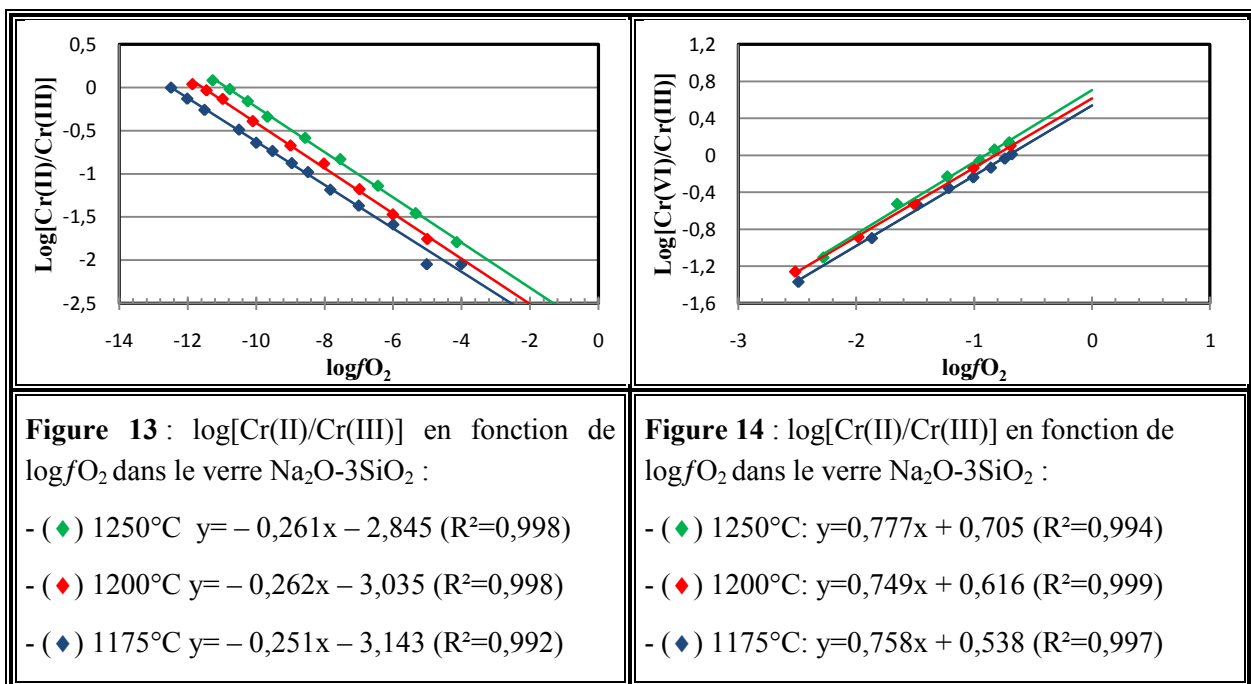 0,5
0
-0,5
-1
-1,5
-2
-2,5
Log[Cr(II)/Cr(III)]
-14 -12 -10 -8 -6 -4 -2 0
logfO₂
1,2
0,8
0,4
0
-0,4
-0,8
-1,2
-1,6
Log[Cr(VI)/Cr(III)]
-3 -2 -1 0 1
logfO₂
Figure 13 : log[Cr(II)/Cr(III)] en fonction de
logfO₂ dans le verre Na₂O-3SiO₂ :
- (♦) 1250°C y= – 0,261x – 2,845 (R²=0,998)
- (♦) 1200°C y= – 0,262x – 3,035 (R²=0,998)
- (♦) 1175°C y= – 0,251x – 3,143 (R²=0,992)
Figure 14 : log[Cr(II)/Cr(III)] en fonction de
logfO₂ dans le verre Na₂O-3SiO₂ :
- (♦) 1250°C: y=0,777x + 0,705 (R²=0,994)
- (♦) 1200°C: y=0,749x + 0,616 (R²=0,999)
- (♦) 1175°C: y=0,758x + 0,538 (R²=0,997)